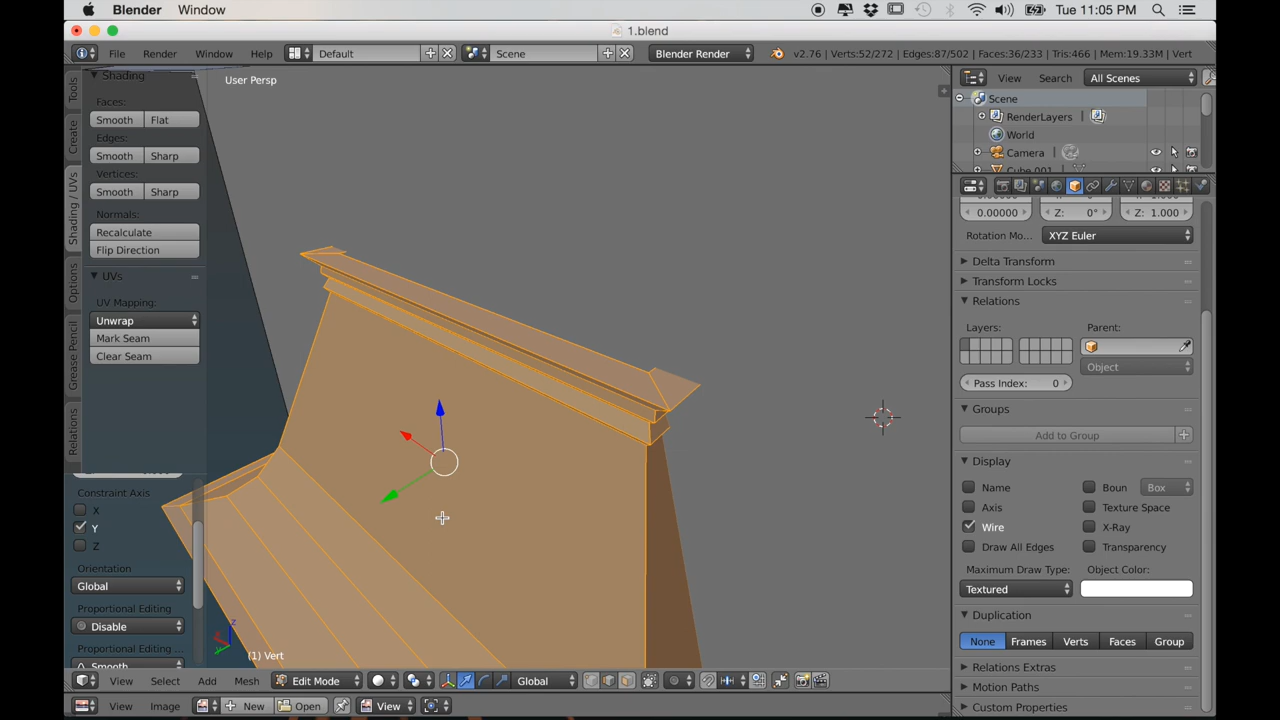 Blender Window Tue 11:05 PM
1.blend
File Render Window Help Default Scene Blender Render v2.76 | Verts:52/272 | Edges:87/502 | Faces:36/233 | Tris:466 | Mem:19.33M | Vert
Shading
User Persp
View Search All Scenes
Faces:
Smooth Flat
Edges:
Smooth Sharp
Vertices:
Smooth Sharp
Normals:
Recalculate
Flip Direction
UVs
UV Mapping:
Unwrap
Mark Seam
Clear Seam
Tools
Create
Shading / UVs
Options
Grease Pencil
Relations
Constraint Axis
X
Y
Z
Orientation
Global
Proportional Editing
Disable
Proportional Editing ...
Smooth
(1) Vert
View Select Add Mesh Edit Mode Global
View Image New Open View
Scene
RenderLayers
World
Camera
Cube.001
0.00000 Z: 0° Z: 1.000
Rotation Mo... XYZ Euler
Delta Transform
Transform Locks
Relations
Layers: Parent:
Object
Pass Index: 0
Groups
Add to Group
Display
Name Boun Box
Axis Texture Space
Wire X-Ray
Draw All Edges Transparency
Maximum Draw Type: Object Color:
Textured
Duplication
None Frames Verts Faces Group
Relations Extras
Motion Paths
Custom Properties